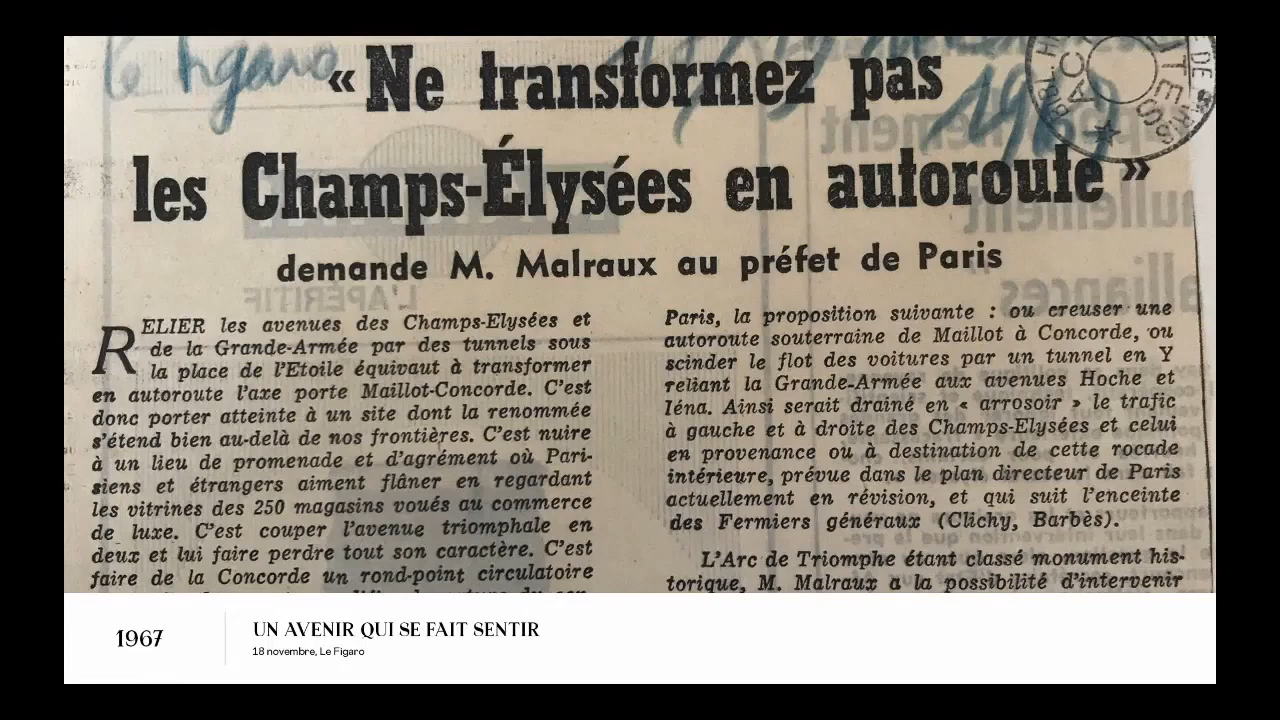 le Figaro
« Ne transformez pas
les Champs-Élysées en autoroute »
demande M. Malraux au préfet de Paris
RELIER les avenues des Champs-Elysées et
de la Grande-Armée par des tunnels sous
la place de l'Etoile équivaut à transformer
en autoroute l'axe porte Maillot-Concorde. C'est
donc porter atteinte à un site dont la renommée
s'étend bien au-delà de nos frontières. C'est nuire
à un lieu de promenade et d'agrément où Pari-
siens et étrangers aiment flâner en regardant
les vitrines des 250 magasins voués au commerce
de luxe. C'est couper l'avenue triomphale en
deux et lui faire perdre tout son caractère. C'est
faire de la Concorde un rond-point circulatoire
Paris, la proposition suivante : ou creuser une
autoroute souterraine de Maillot à Concorde, ou
scinder le flot des voitures par un tunnel en Y
reliant la Grande-Armée aux avenues Hoche et
Iéna. Ainsi serait drainé en « arrosoir » le trafic
à gauche et à droite des Champs-Elysées et celui
en provenance ou à destination de cette rocade
intérieure, prévue dans le plan directeur de Paris
actuellement en révision, et qui suit l'enceinte
des Fermiers généraux (Clichy, Barbès).
L'Arc de Triomphe étant classé monument his-
torique, M. Malraux a la possibilité d'intervenir
1967
UN AVENIR QUI SE FAIT SENTIR
18 novembre, Le Figaro